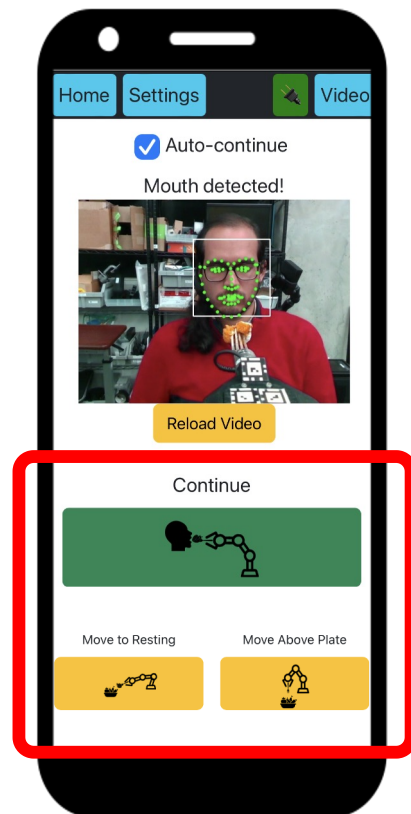 Home Settings Video
Auto-continue
Mouth detected!
Reload Video
Continue
Move to Resting Move Above Plate